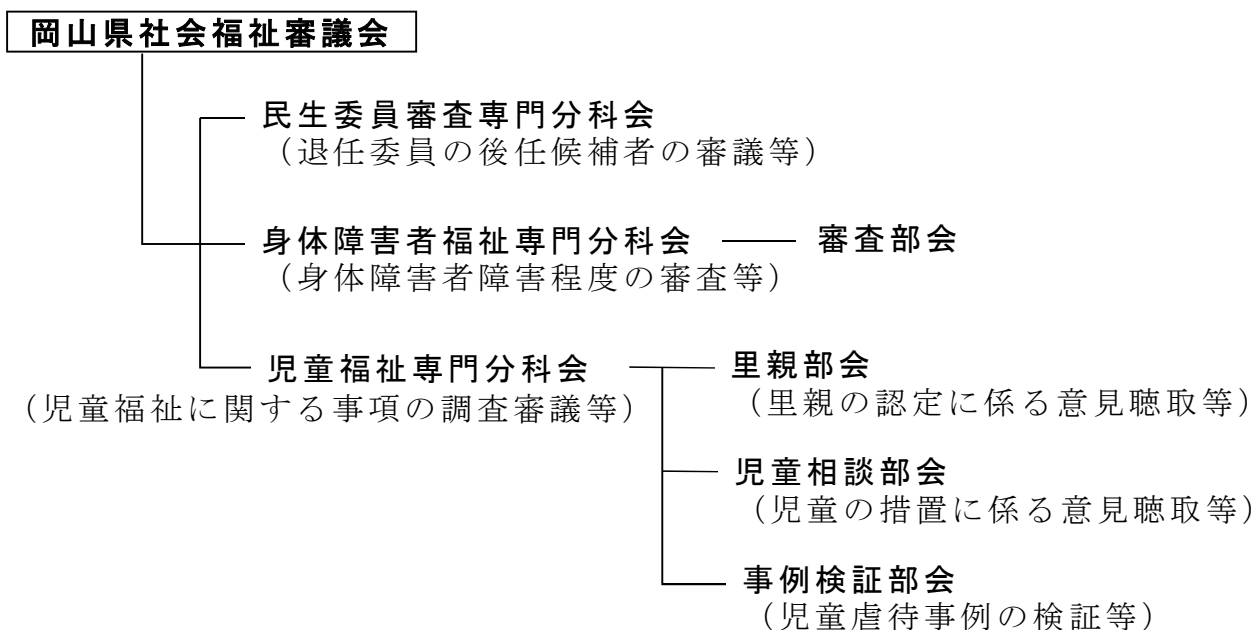 岡山県社会福祉審議会
民生委員審査専門分科会
（退任委員の後任候補者の審議等）
身体障害者福祉専門分科会
審査部会
（身体障害者障害程度の審査等）
児童福祉専門分科会
（児童福祉に関する事項の調査審議等）
里親部会
（里親の認定に係る意見聴取等）
児童相談部会
（児童の措置に係る意見聴取等）
事例検証部会
（児童虐待事例の検証等）